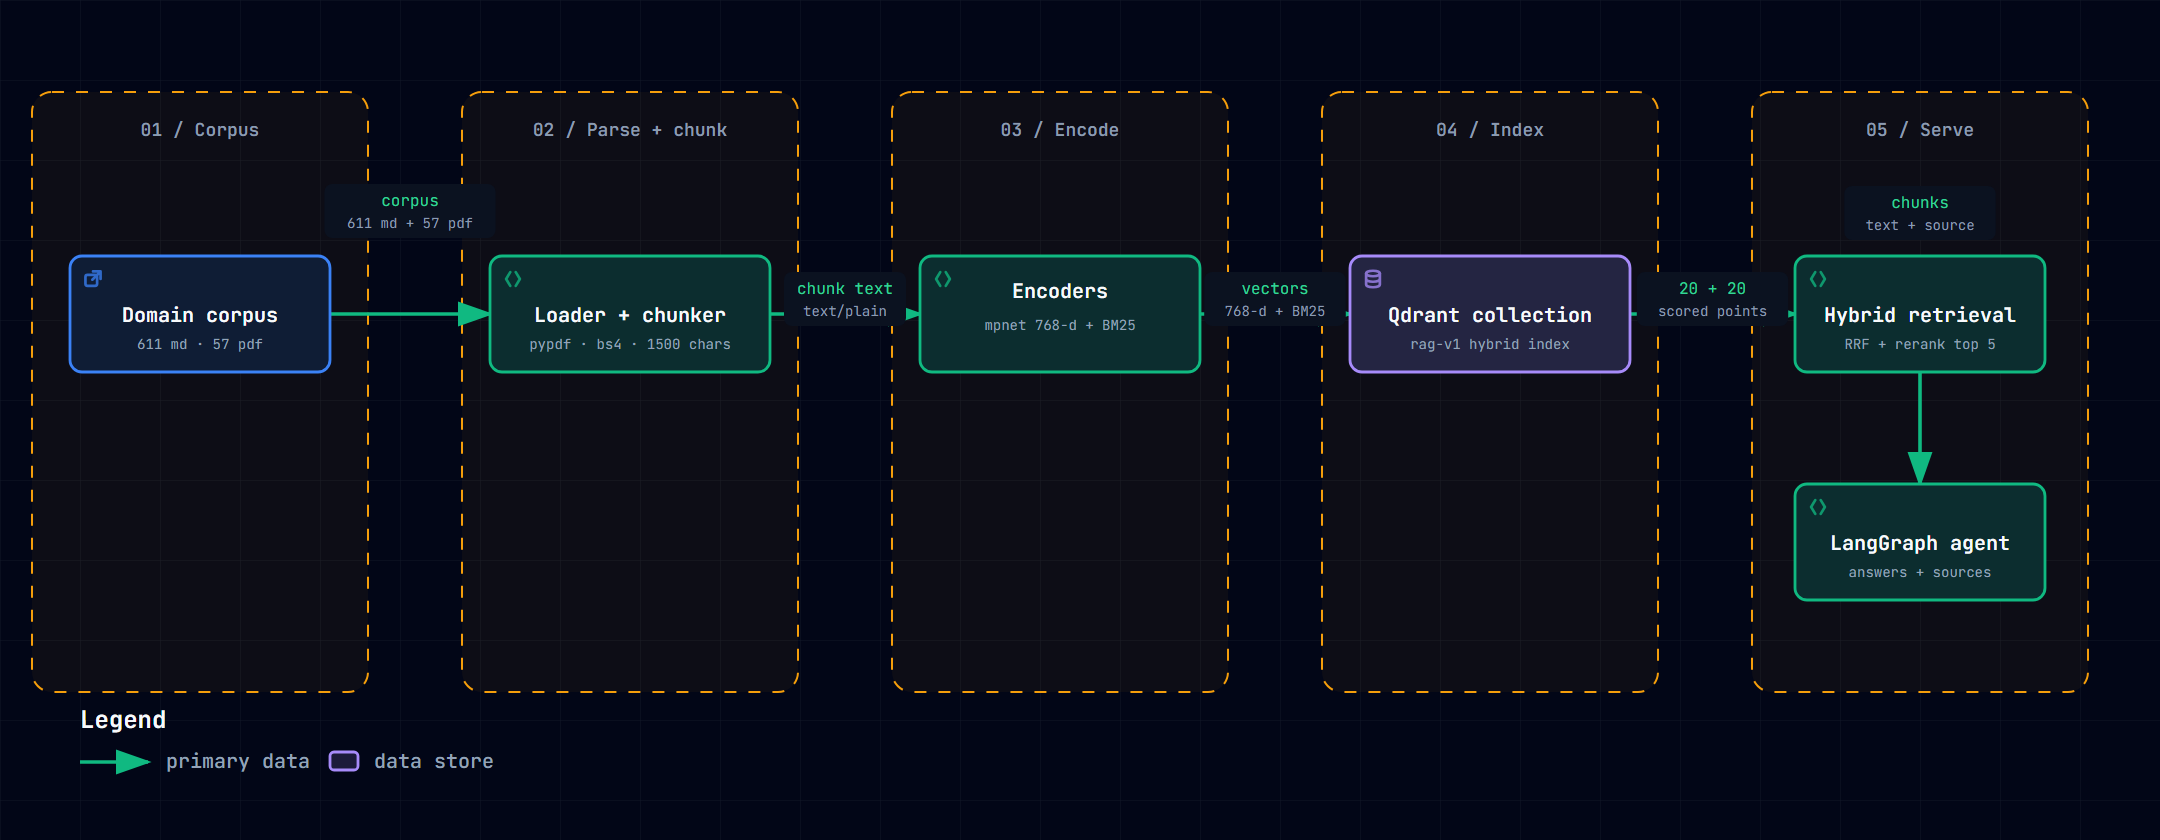 01 / Corpus
02 / Parse + chunk
03 / Encode
04 / Index
05 / Serve
corpus
611 md + 57 pdf
chunks
text + source
Domain corpus
611 md · 57 pdf
Loader + chunker
pypdf · bs4 · 1500 chars
chunk text
text/plain
Encoders
mpnet 768-d + BM25
vectors
768-d + BM25
Qdrant collection
rag-v1 hybrid index
20 + 20
scored points
Hybrid retrieval
RRF + rerank top 5
LangGraph agent
answers + sources
Legend
primary data
data store